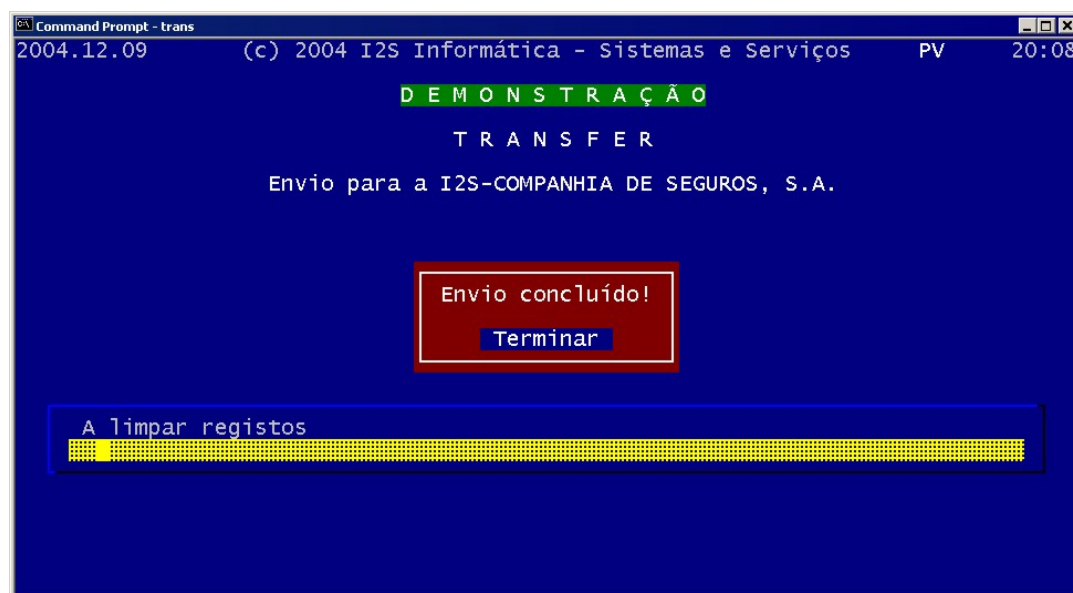 Command Prompt - trans
2004.12.09 (c) 2004 I2S Informática - Sistemas e Serviços PV 20:08
D E M O N S T R A Ç Ã O
T R A N S F E R
Envio para a I2S-COMPANHIA DE SEGUROS, S.A.
Envio concluído!
Terminar
A limpar registos